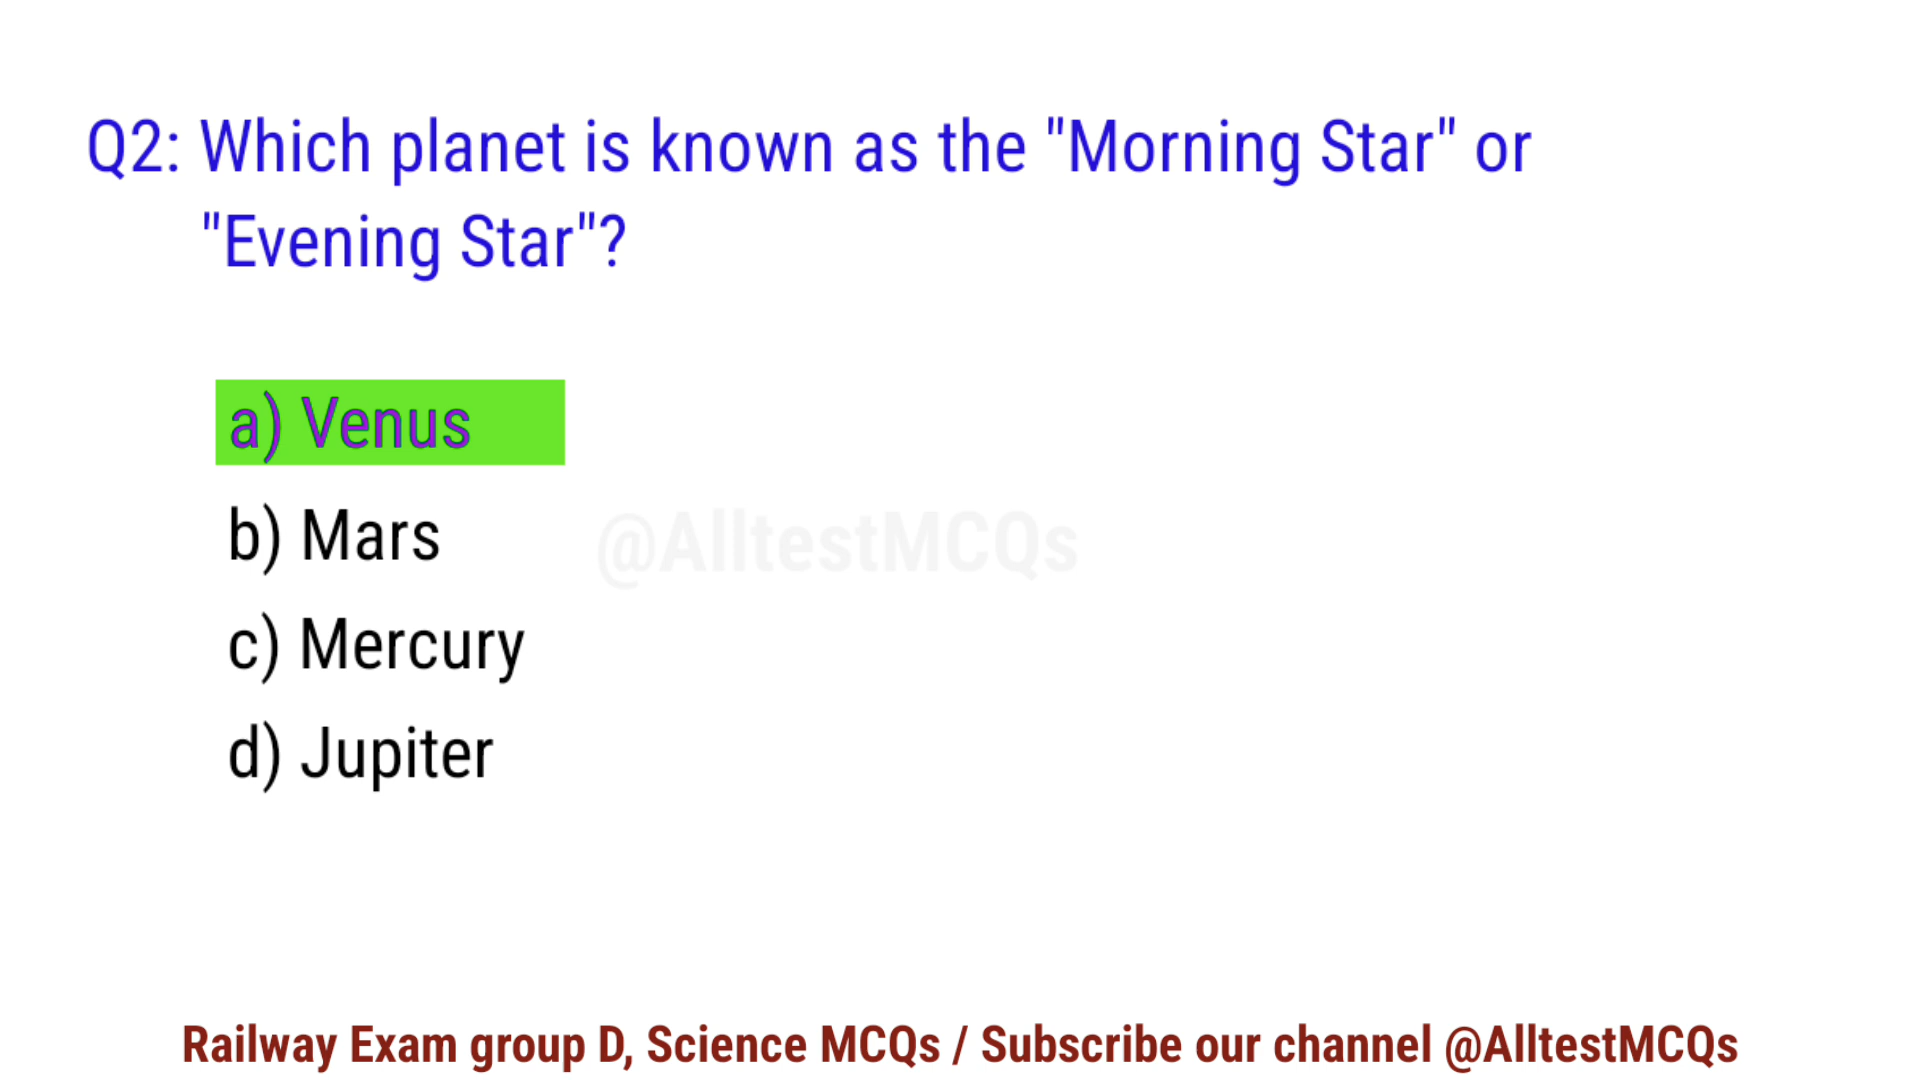 Q2: Which planet is known as the "Morning Star" or
"Evening Star"?
a) Venus
b) Mars
@AlltestMCQs
c) Mercury
d) Jupiter
Railway Exam group D, Science MCQs / Subscribe our channel @AlltestMCQs